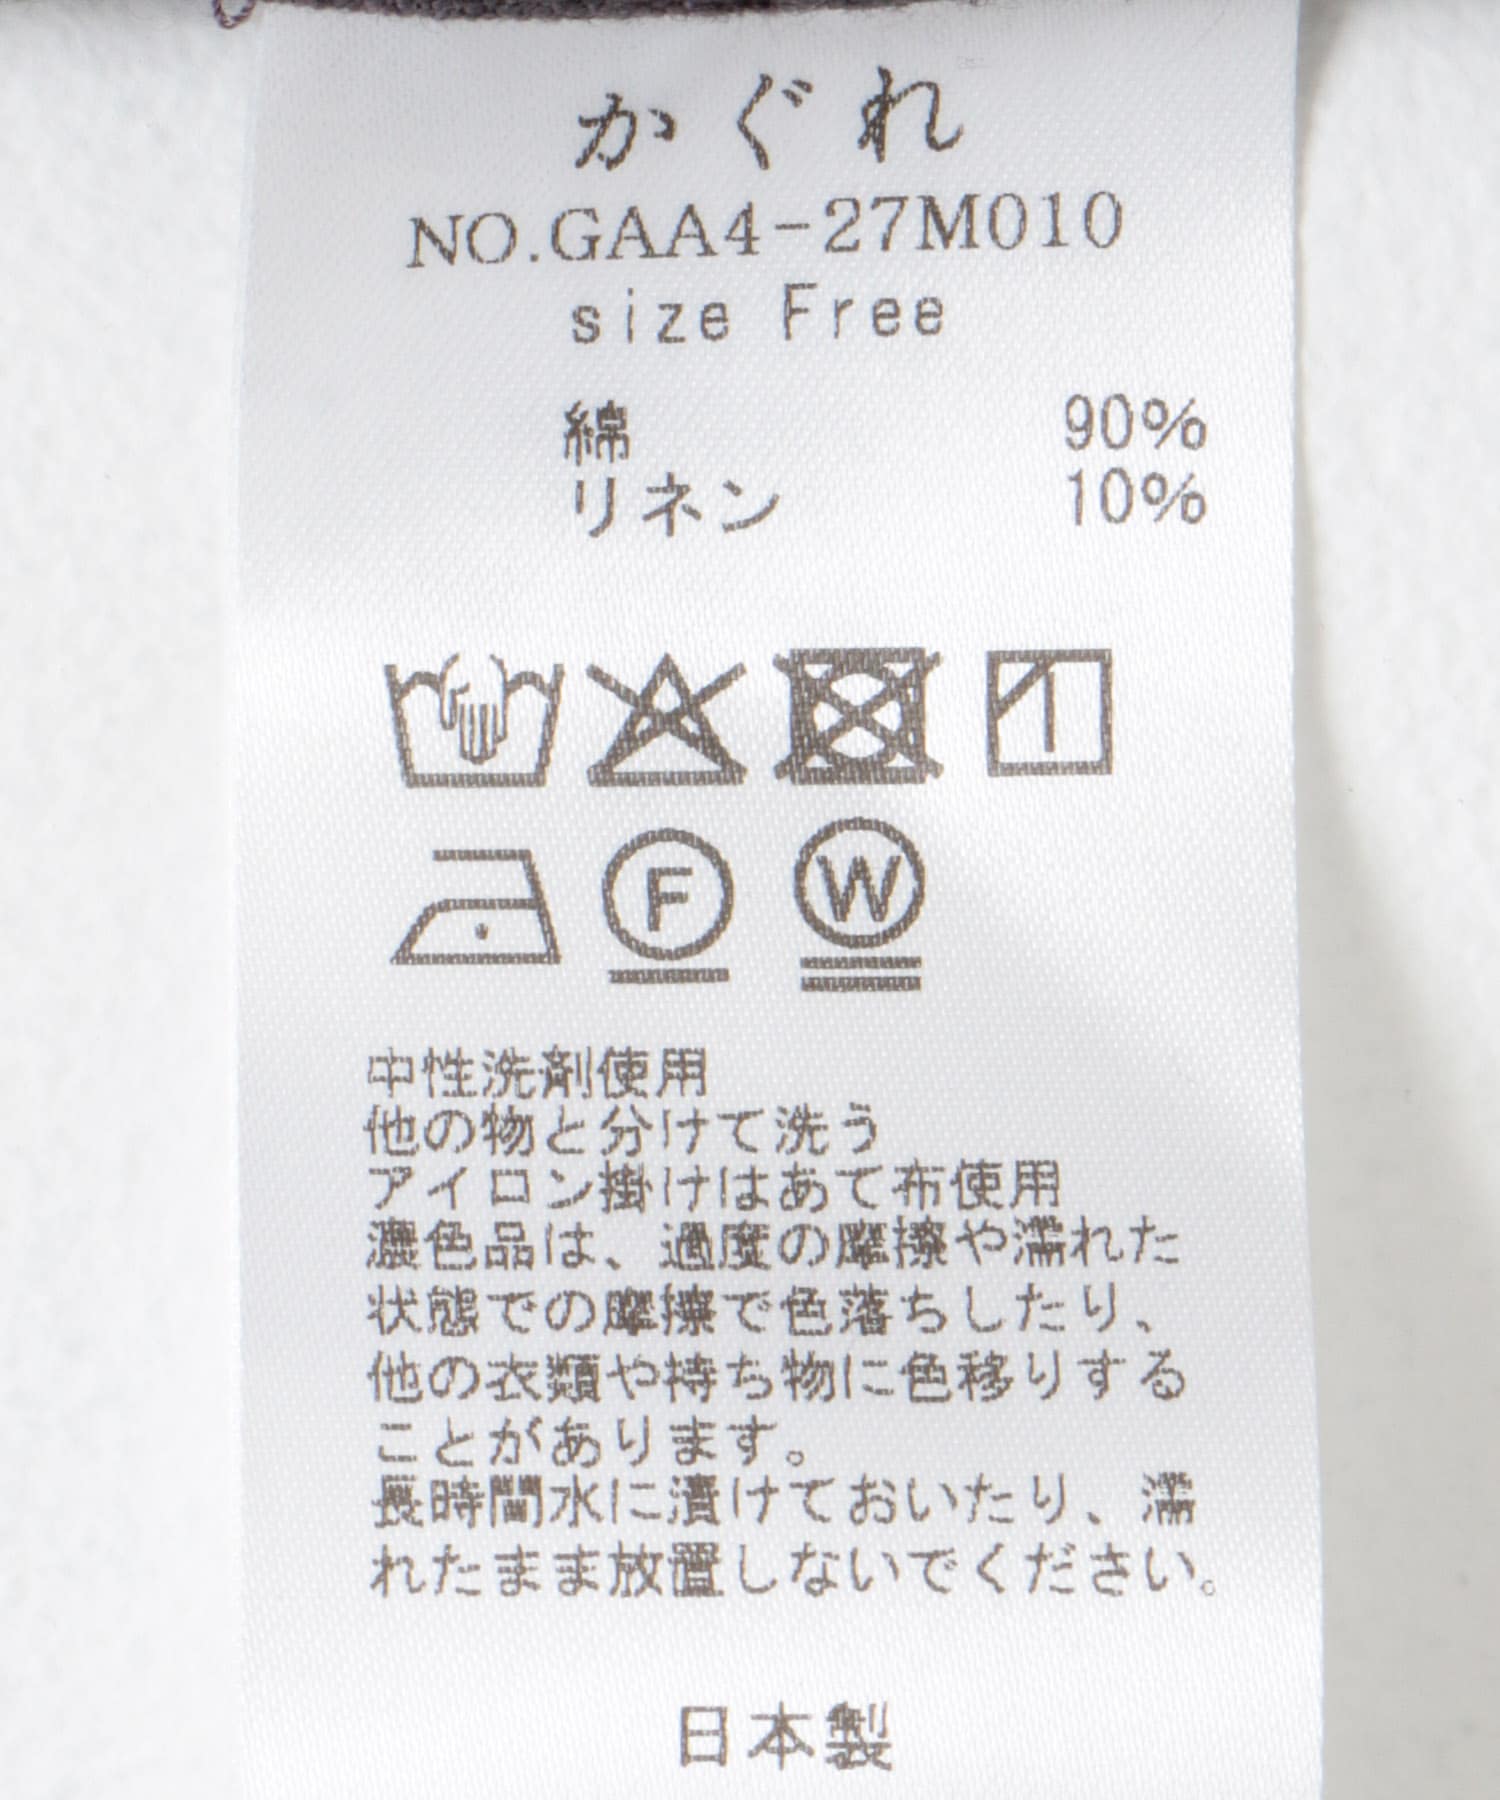 かぐれ
NO.GAA4-27M010
size Free
綿 90%
リネン 10%
F W
中性洗剤使用
他の物と分けて洗う
アイロン掛けはあて布使用
濃色品は、過度の摩擦や濡れた
状態での摩擦で色落ちしたり、
他の衣類や持ち物に色移りする
ことがあります。
長時間水に漬けておいたり、濡
れたまま放置しないでください。
日本製